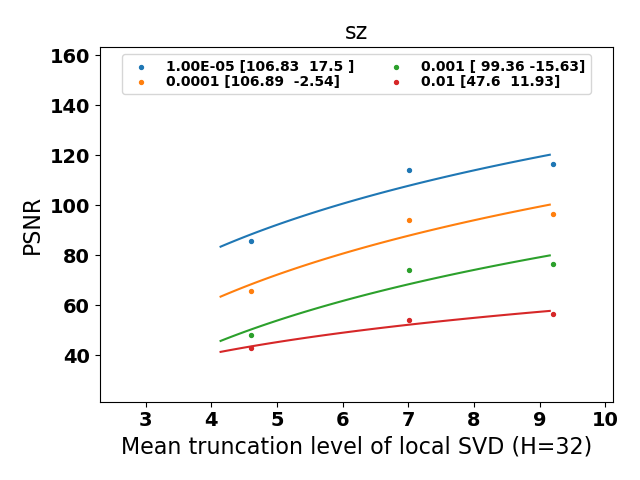 sz
1.00E-05 [106.83  17.5 ]
0.0001 [106.89  -2.54]
0.001 [ 99.36 -15.63]
0.01 [47.6  11.93]
160
140
120
100
80
60
40
PSNR
3 4 5 6 7 8 9 10
Mean truncation level of local SVD (H=32)